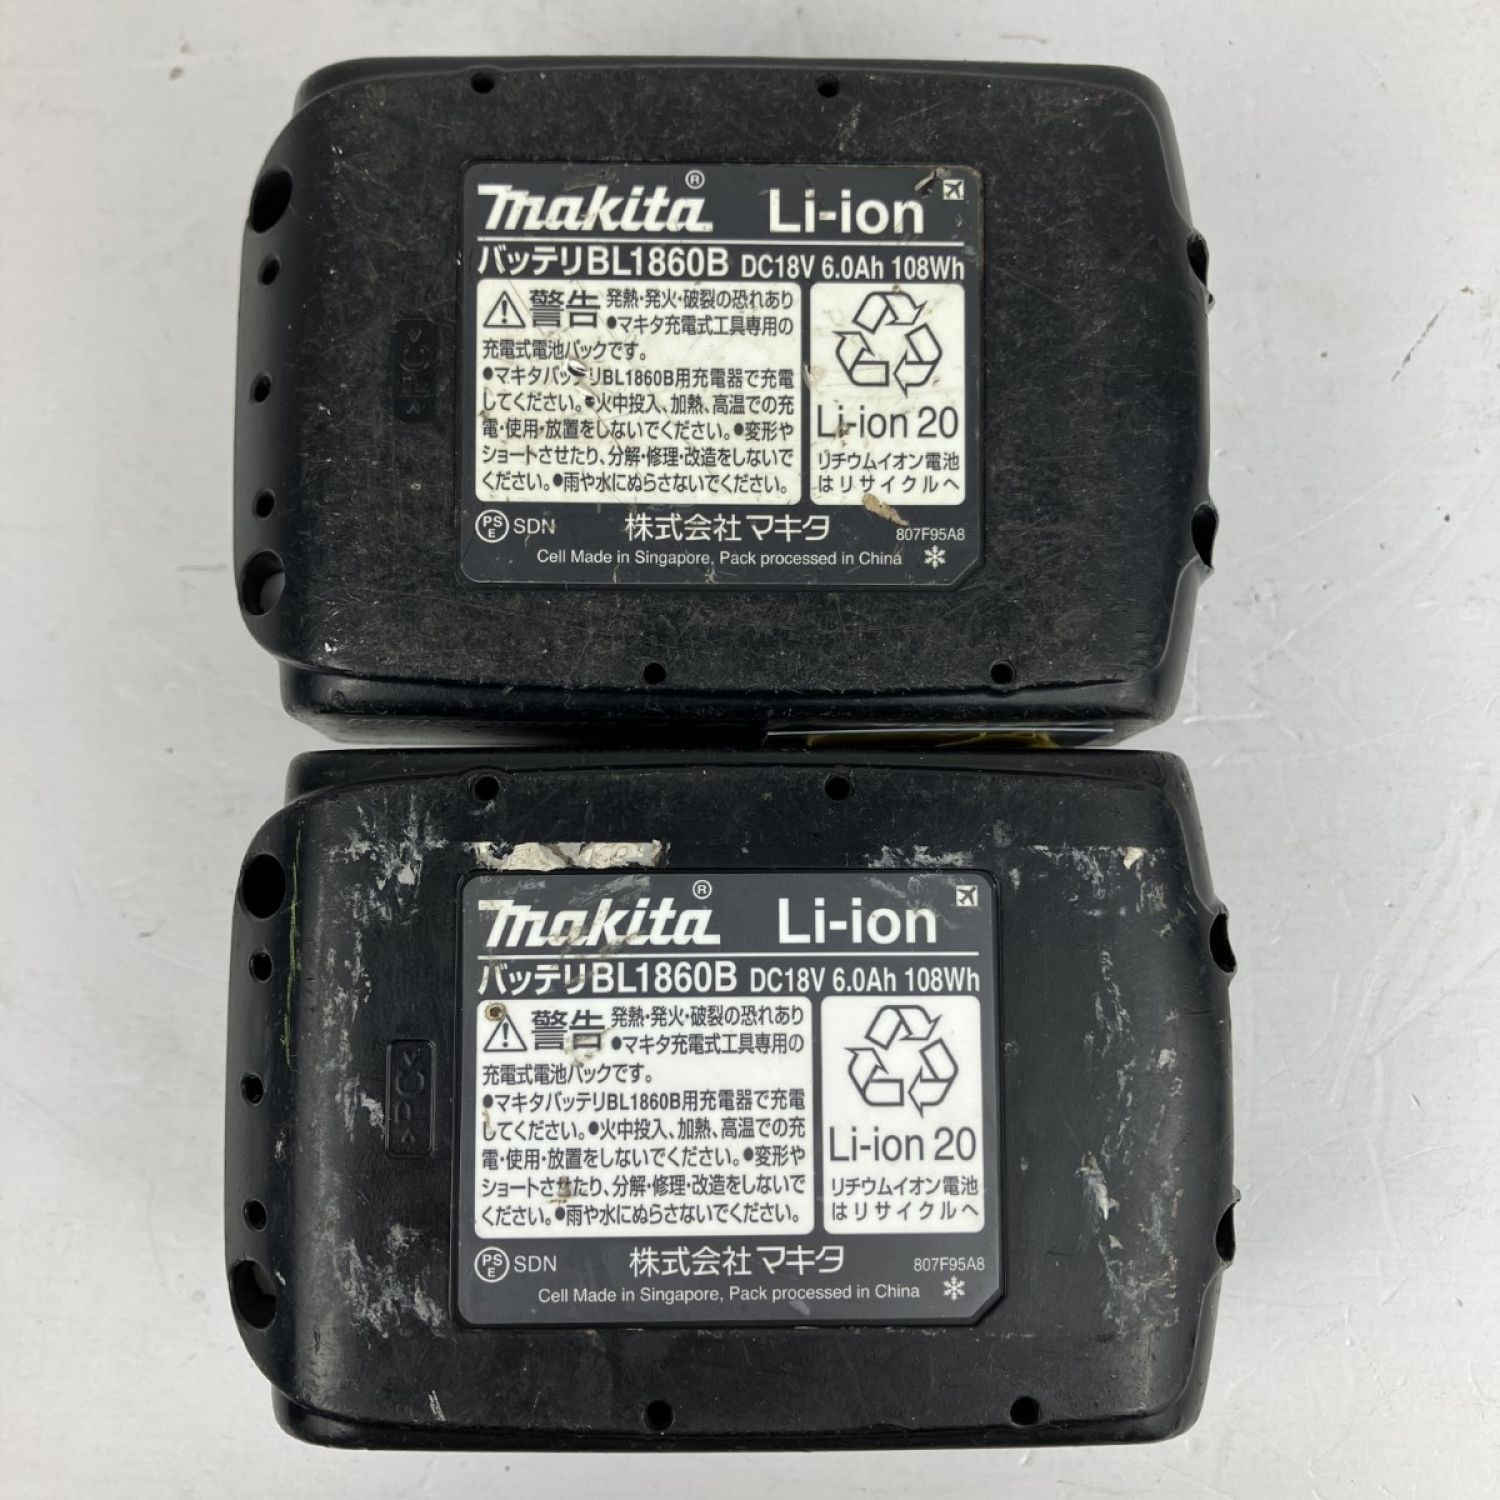 makita® Li-ion
バッテリBL1860B DC18V 6.0Ah 108Wh
警告 発熱・発火・破裂の恐れあり
●マキタ充電式工具専用の
充電式電池パックです。
●マキタバッテリBL1860B用充電器で充電
してください。●火中投入、加熱、高温での充
電・使用・放置をしないでください。●変形や
ショートさせたり、分解・修理・改造をしないで
ください。●雨や水にぬらさないでください。
Li-ion 20
リチウムイオン電池
はリサイクルへ
PSE SDN 株式会社マキタ 807F95A8
Cell Made in Singapore, Pack processed in China
>PC<
makita® Li-ion
バッテリBL1860B DC18V 6.0Ah 108Wh
警告 発熱・発火・破裂の恐れあり
●マキタ充電式工具専用の
充電式電池パックです。
●マキタバッテリBL1860B用充電器で充電
してください。●火中投入、加熱、高温での充
電・使用・放置をしないでください。●変形や
ショートさせたり、分解・修理・改造をしないで
ください。●雨や水にぬらさないでください。
Li-ion 20
リチウムイオン電池
はリサイクルへ
PSE SDN 株式会社マキタ 807F95A8
Cell Made in Singapore, Pack processed in China
>PC<